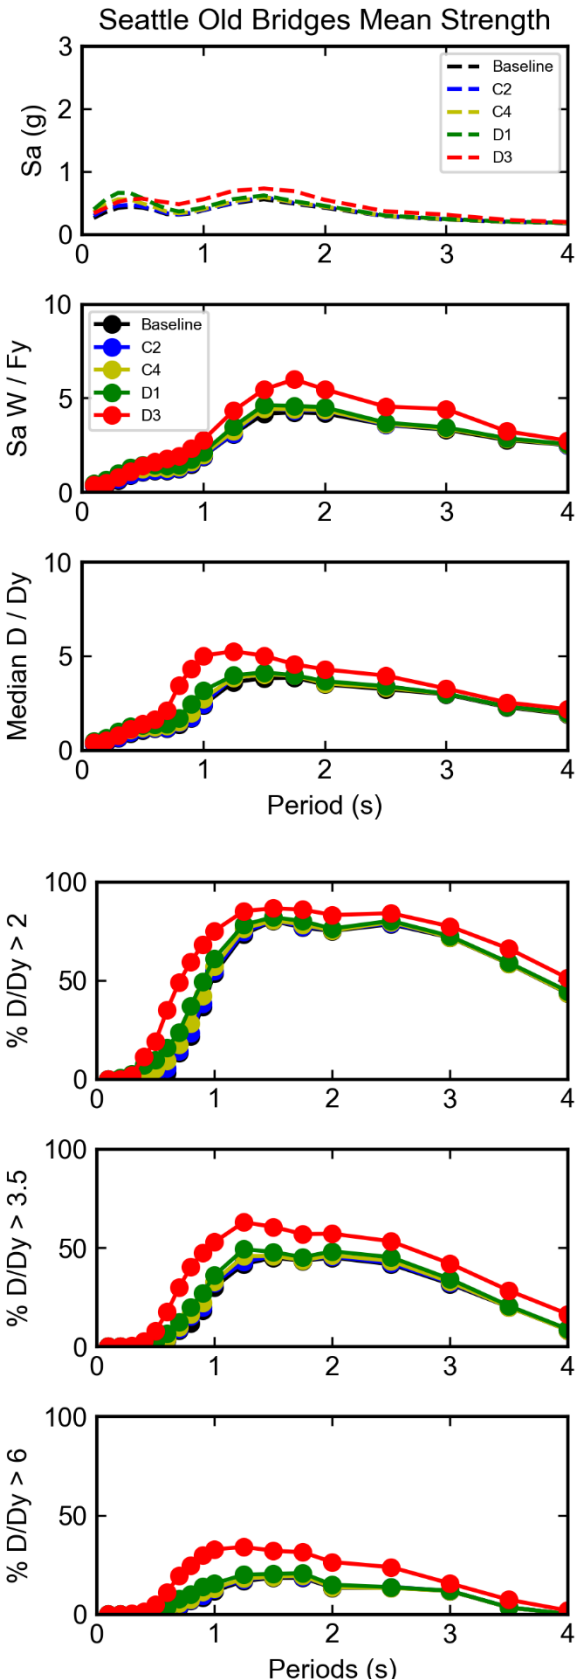 Seattle Old Bridges Mean Strength
Sa (g)
3
2
1
0
Baseline
C2
C4
D1
D3
0 1 2 3 4
Sa W / Fy
10
5
0
Baseline
C2
C4
D1
D3
0 1 2 3 4
Median D / Dy
10
5
0
0 1 2 3 4
Period (s)
% D/Dy > 2
100
50
0
0 1 2 3 4
% D/Dy > 3.5
100
50
0
0 1 2 3 4
% D/Dy > 6
100
50
0
0 1 2 3 4
Periods (s)